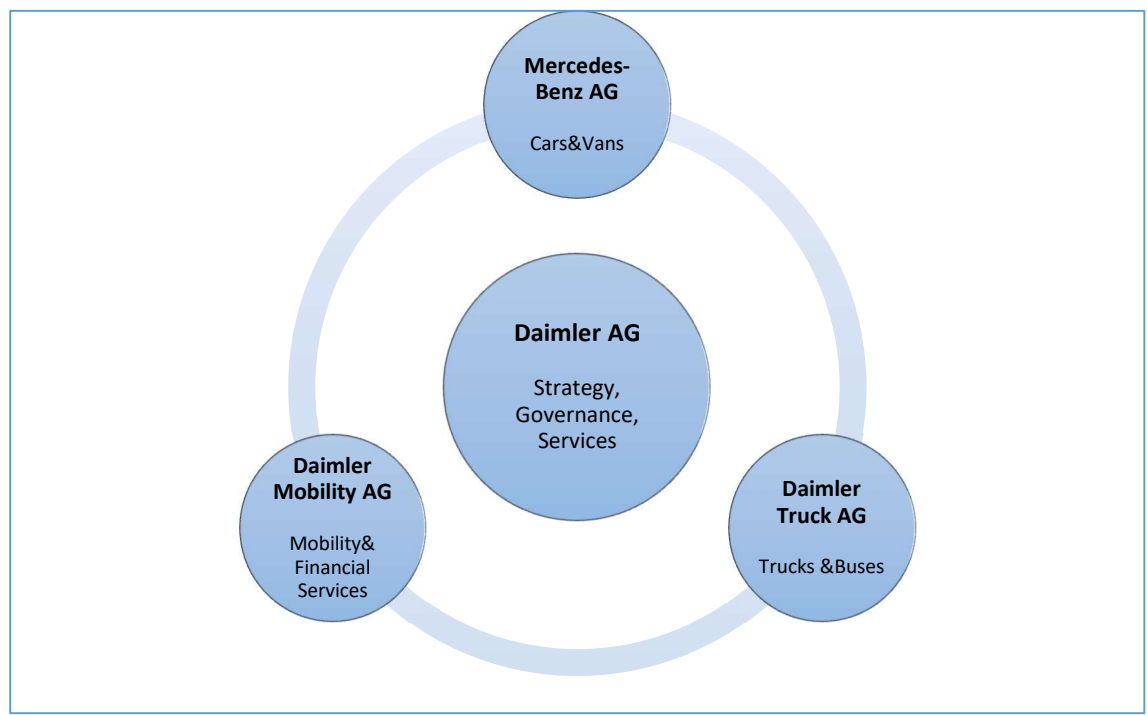 Mercedes-
Benz AG
Cars&Vans
Daimler AG
Strategy,
Governance,
Services
Daimler
Mobility AG
Mobility&
Financial
Services
Daimler
Truck AG
Trucks &Buses